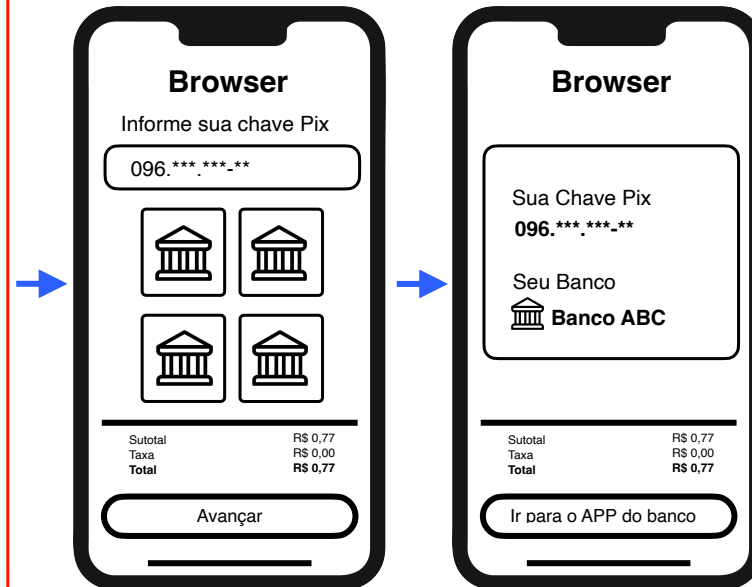 Browser
Informe sua chave Pix
096.***.***-**
Sutotal R$ 0,77
Taxa R$ 0,00
Total R$ 0,77
Avançar
Browser
Sua Chave Pix
096.***.***-**
Seu Banco
Banco ABC
Sutotal R$ 0,77
Taxa R$ 0,00
Total R$ 0,77
Ir para o APP do banco